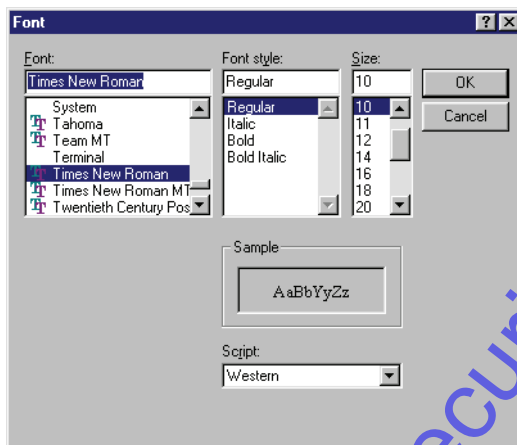 Font
Font: Font style: Size:
Times New Roman Regular 10 OK
System Regular 10 Cancel
Tahoma Italic 11
Team MT Bold 12
Terminal Bold Italic 14
Times New Roman 16
Times New Roman MT 18
Twentieth Century Pos 20
Sample
AaBbYyZz
Script:
Western